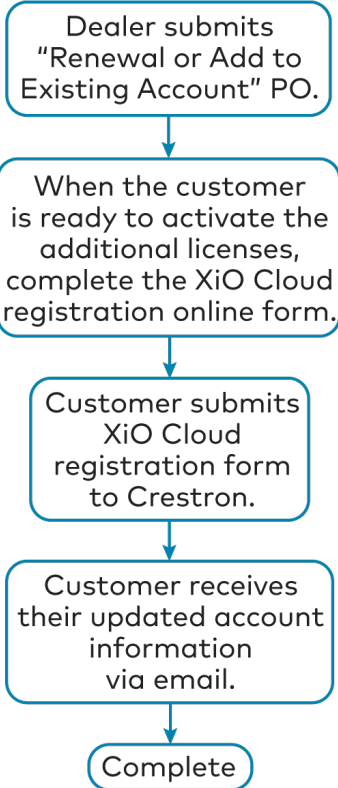 Dealer submits
“Renewal or Add to
Existing Account” PO.
When the customer
is ready to activate the
additional licenses,
complete the XiO Cloud
registration online form.
Customer submits
XiO Cloud
registration form
to Crestron.
Customer receives
their updated account
information
via email.
Complete